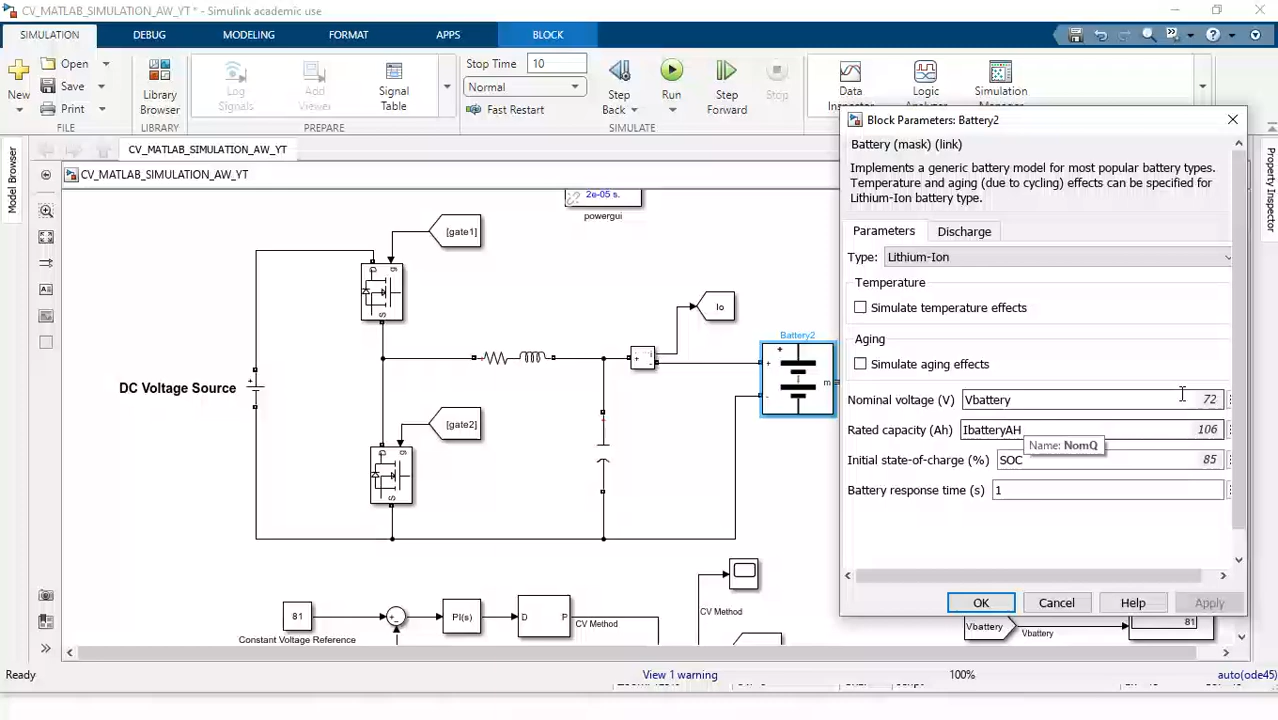 CV_MATLAB_SIMULATION_AW_YT * - Simulink academic use
SIMULATION
DEBUG
MODELING
FORMAT
APPS
BLOCK
New
Open
Save
Print
FILE
Library
Browser
LIBRARY
Log
Signals
Add
Viewer
Signal
Table
PREPARE
Stop Time 10
Normal
Fast Restart
Step
Back
Run
Step
Forward
Stop
SIMULATE
Data
Logic
Simulation
Model Browser
CV_MATLAB_SIMULATION_AW_YT
CV_MATLAB_SIMULATION_AW_YT
Property Inspector
2e-05 s.
powergui
[gate1]
g
S
Io
Battery2
+
-
m
DC Voltage Source
[gate2]
g
S
81
Constant Voltage Reference
PI(s)
D P
CV Method
CV Method
Vbattery
Vbattery
81
Block Parameters: Battery2
Battery (mask) (link)
Implements a generic battery model for most popular battery types.
Temperature and aging (due to cycling) effects can be specified for
Lithium-Ion battery type.
Parameters
Discharge
Type: Lithium-Ion
Temperature
Simulate temperature effects
Aging
Simulate aging effects
Nominal voltage (V) Vbattery 72
Rated capacity (Ah) IbatteryAH 106
Name: NomQ
Initial state-of-charge (%) SOC 85
Battery response time (s) 1
OK
Cancel
Help
Apply
Ready
View 1 warning
100%
auto(ode45)